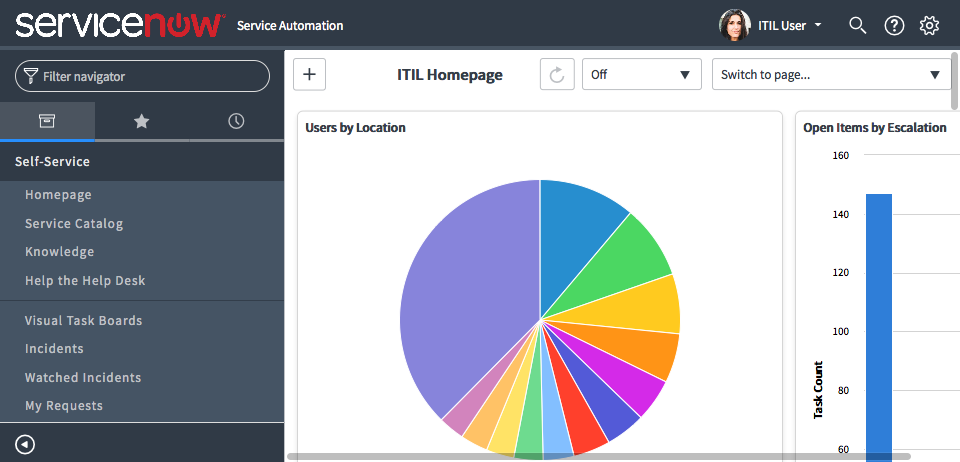 servicenow Service Automation
ITIL User
Filter navigator
Self-Service
Homepage
Service Catalog
Knowledge
Help the Help Desk
Visual Task Boards
Incidents
Watched Incidents
My Requests
ITIL Homepage
Off
Switch to page...
Users by Location
Open Items by Escalation
160
140
120
100
80
60
Task Count